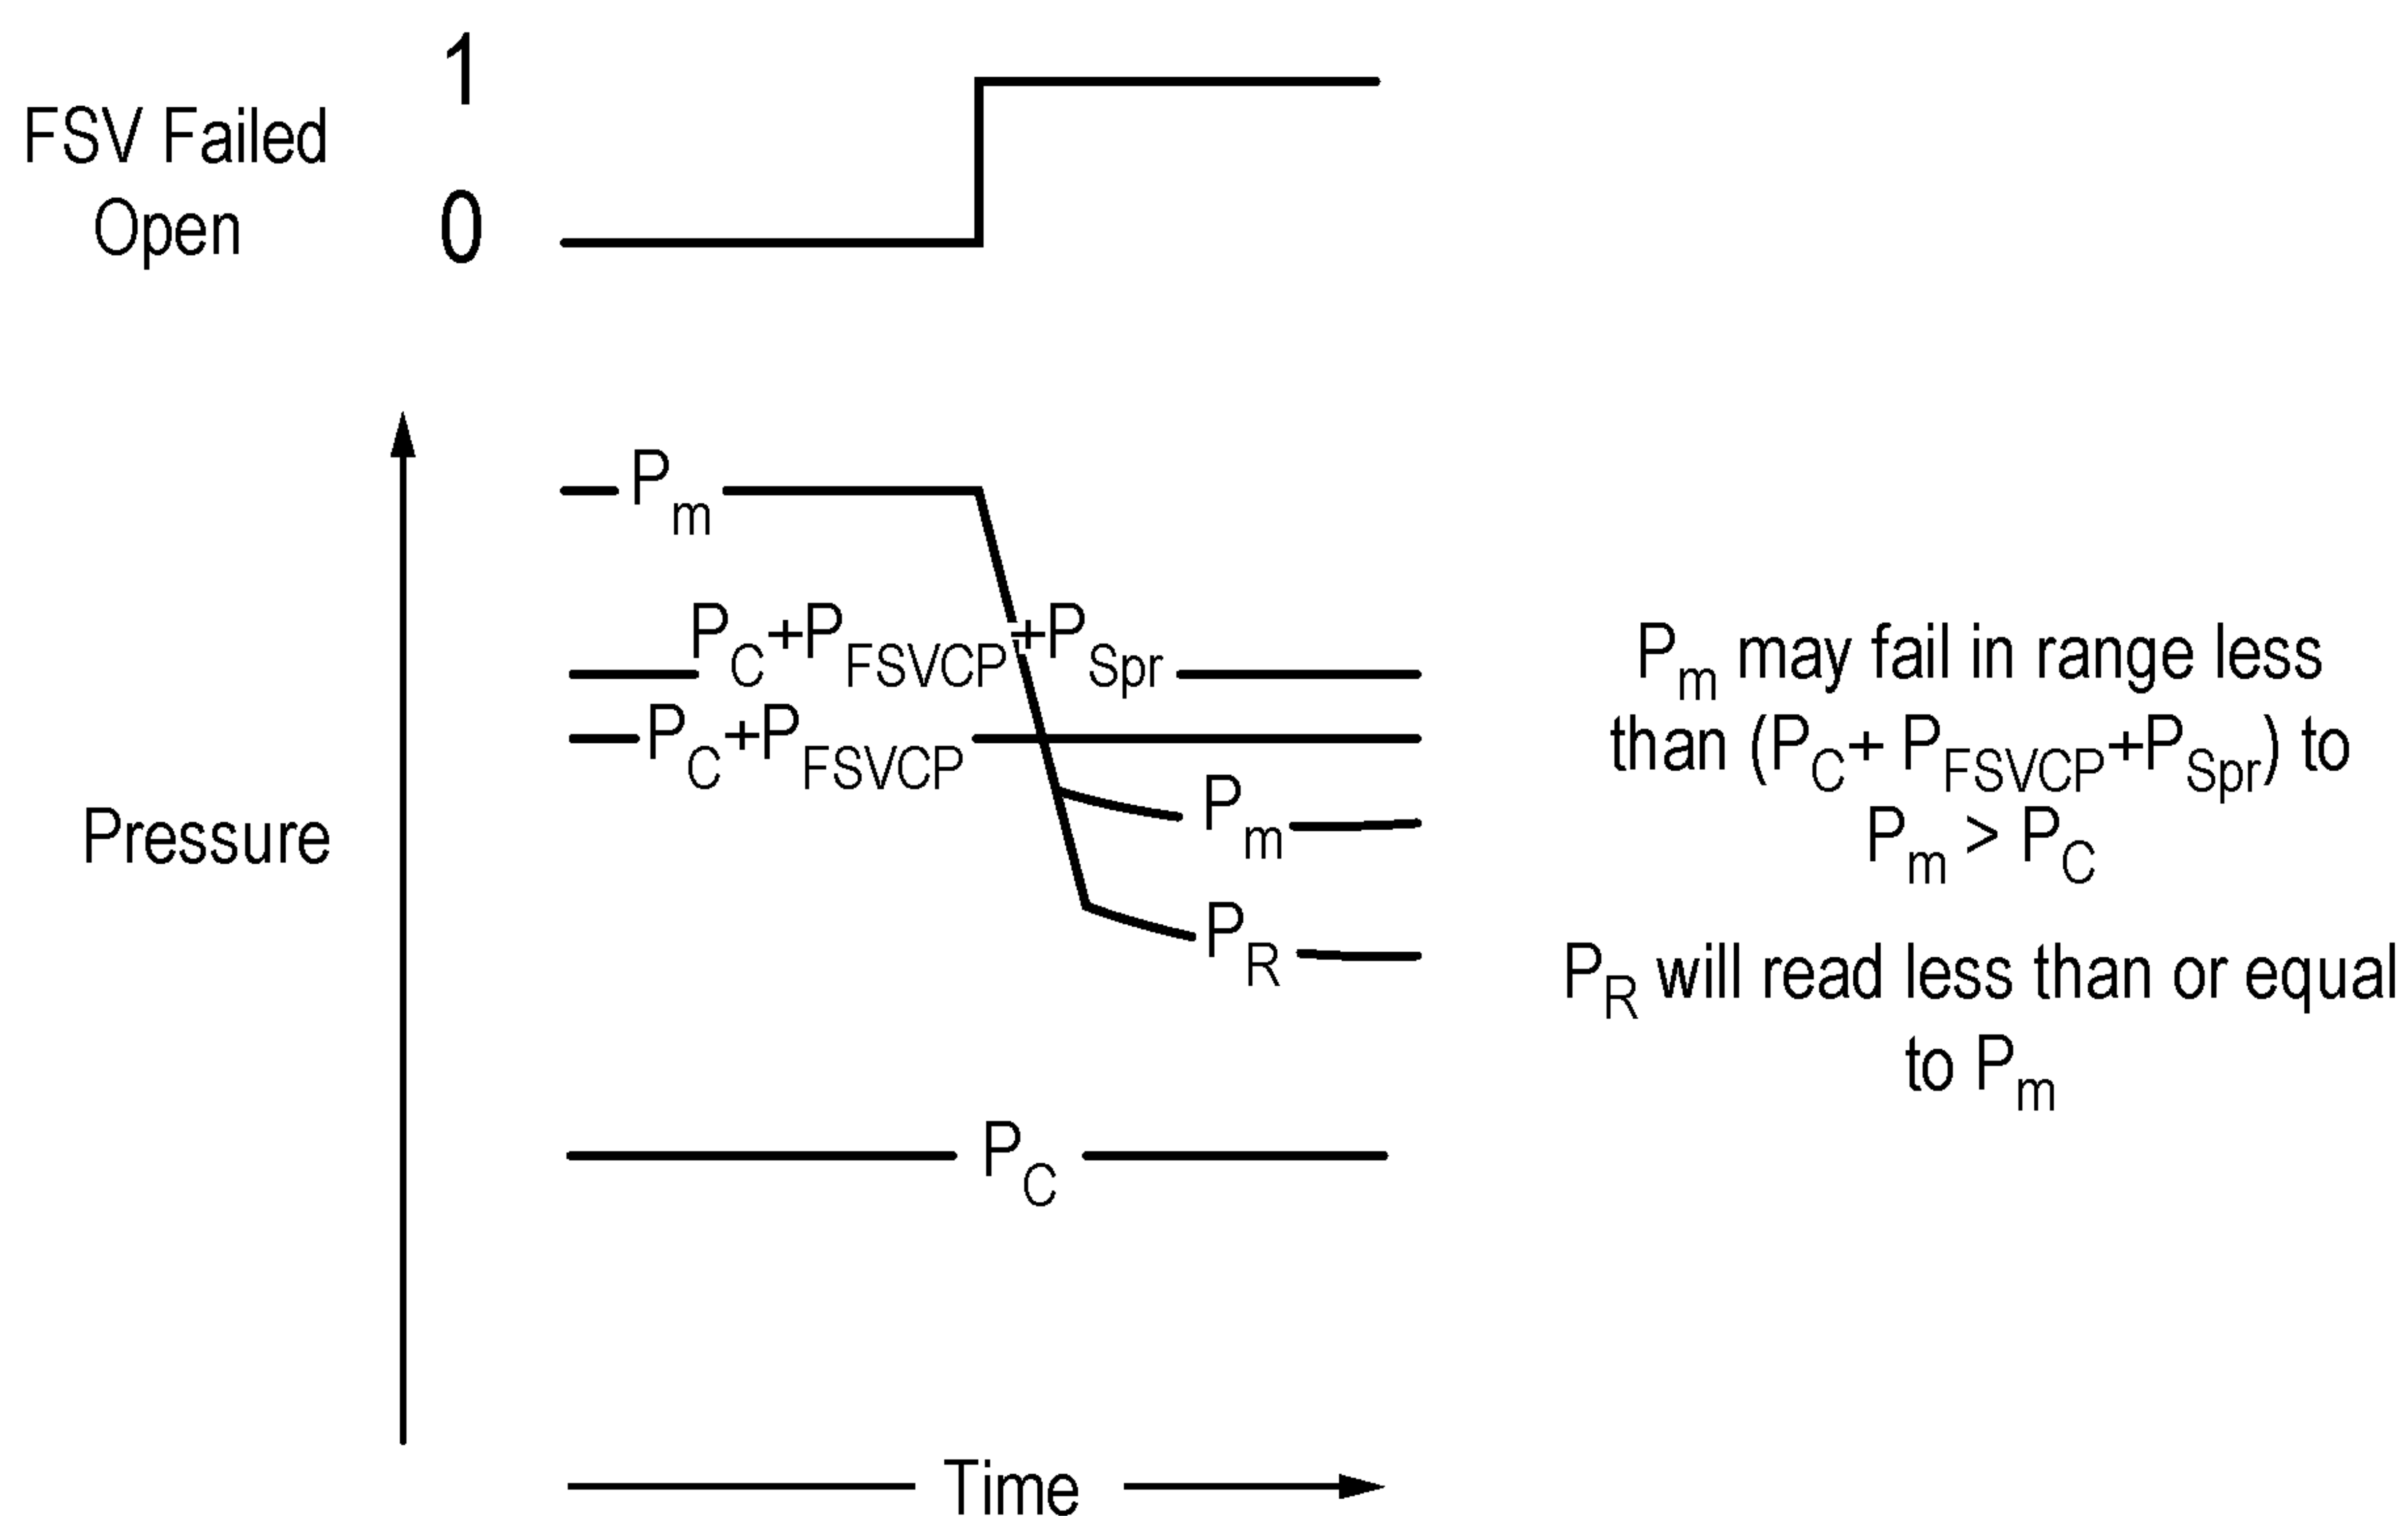 1
FSV Failed
Open
0
Pm
PC+PFSVCP+PSpr
PC+PFSVCP
Pm
Pressure
PR
PC
Time
Pm may fail in range less
than (PC+ PFSVCP+PSpr) to
Pm > PC
PR will read less than or equal
to Pm